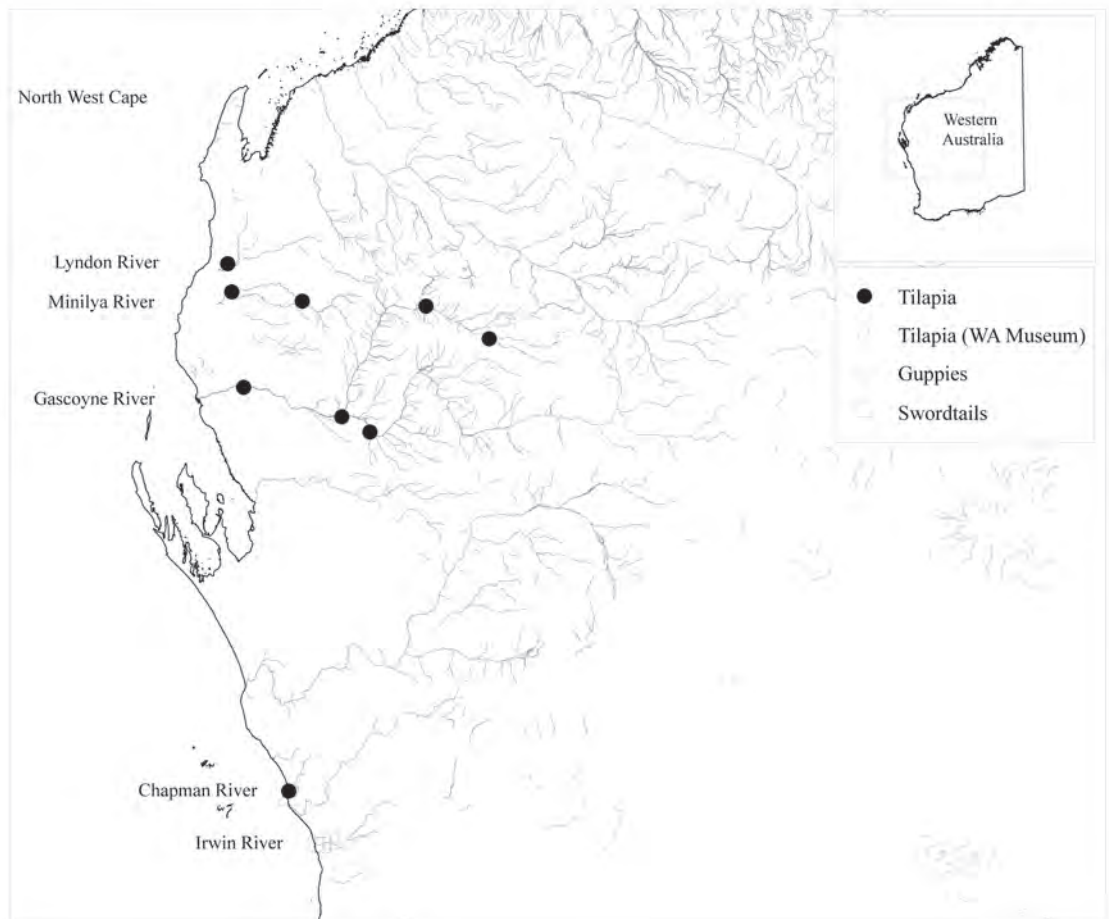 North West Cape
Western
Australia
Lyndon River
Minilya River
Gascoyne River
Tilapia
Tilapia (WA Museum)
Guppies
Swordtails
Chapman River
Irwin River